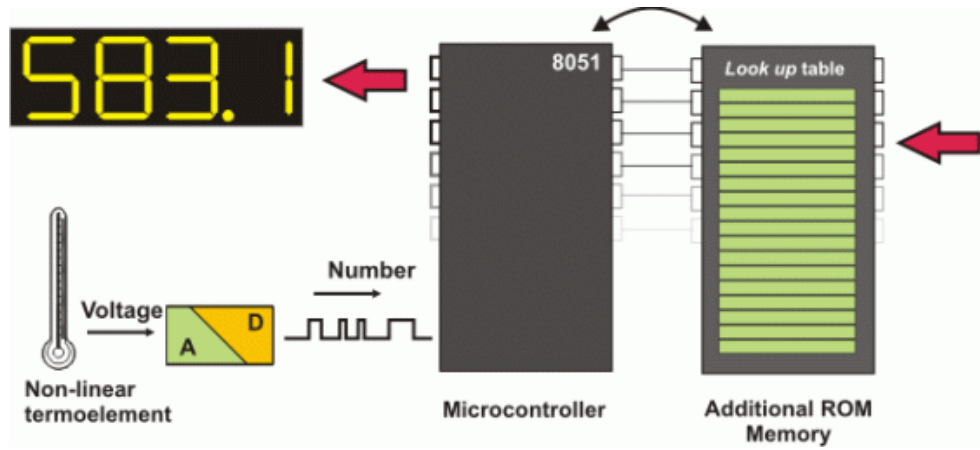 583.1
8051
Look up table
Number
Voltage
A
D
Non-linear
termoelement
Microcontroller
Additional ROM
Memory